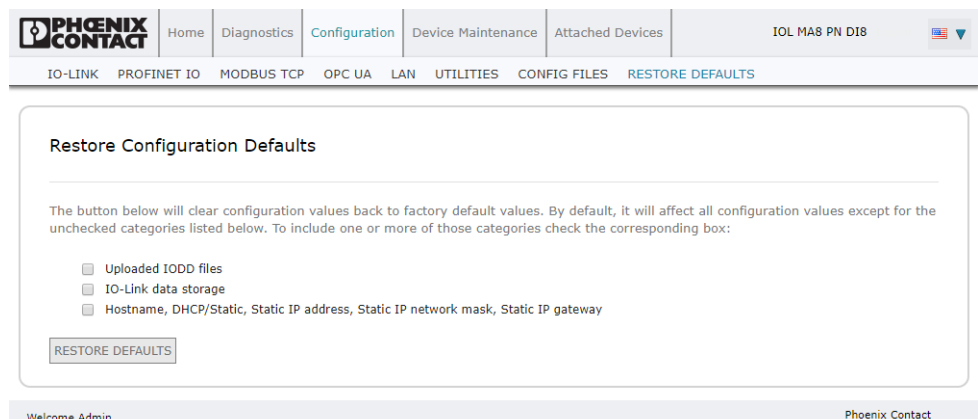 PHŒNIX CONTACT
Home Diagnostics Configuration Device Maintenance Attached Devices IOL MA8 PN DI8
IO-LINK PROFINET IO MODBUS TCP OPC UA LAN UTILITIES CONFIG FILES RESTORE DEFAULTS
Restore Configuration Defaults
The button below will clear configuration values back to factory default values. By default, it will affect all configuration values except for the
unchecked categories listed below. To include one or more of those categories check the corresponding box:
Uploaded IODD files
IO-Link data storage
Hostname, DHCP/Static, Static IP address, Static IP network mask, Static IP gateway
RESTORE DEFAULTS
Welcome Admin Phoenix Contact